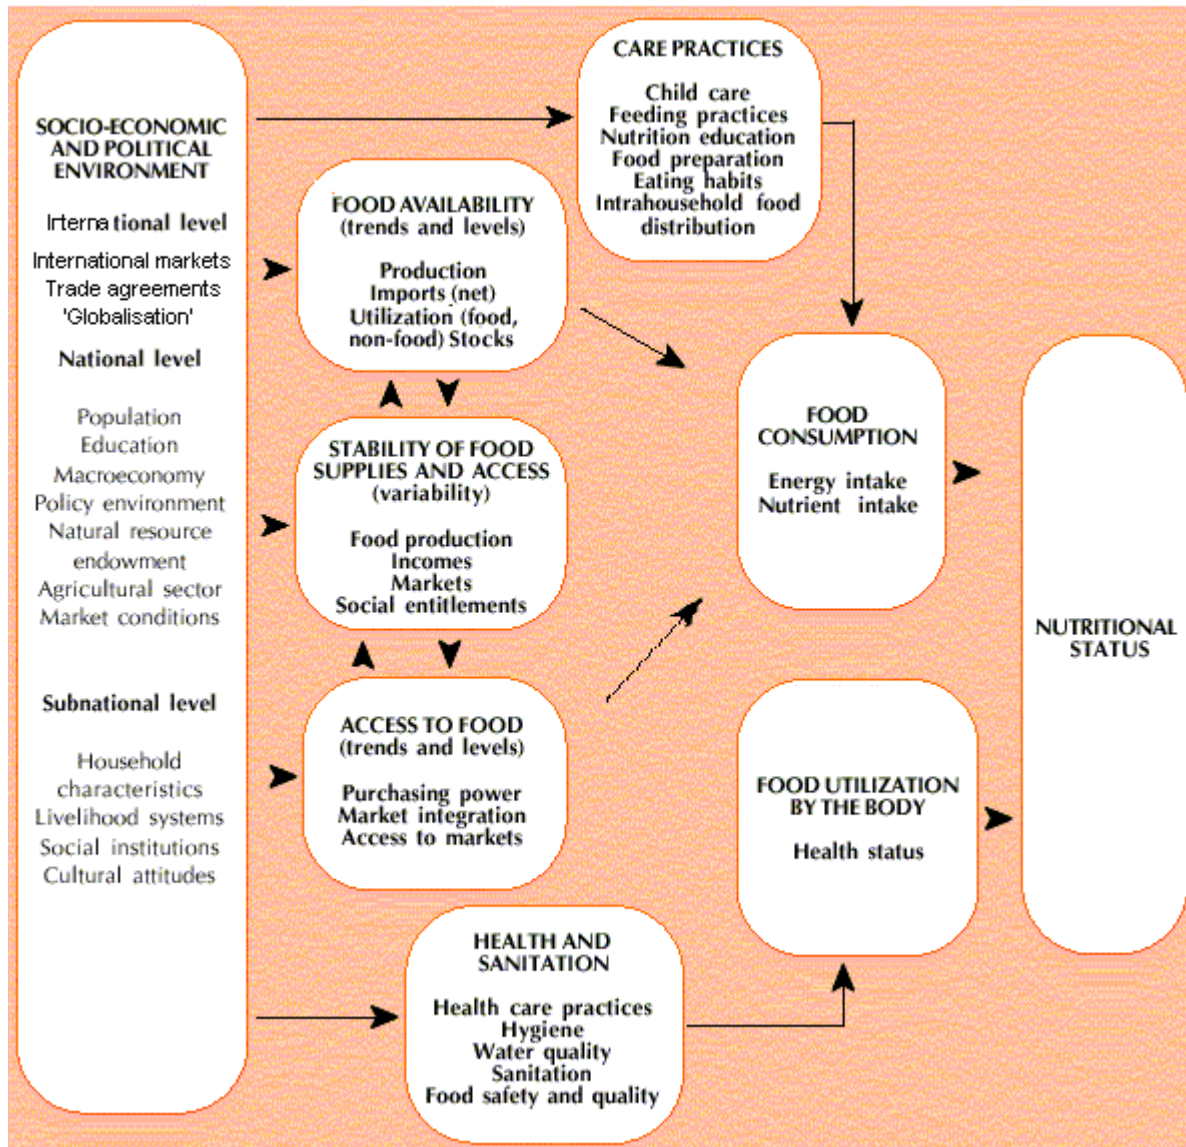 SOCIO-ECONOMIC
AND POLITICAL
ENVIRONMENT
International level
International markets
Trade agreements
'Globalisation'
National level
Population
Education
Macroeconomy
Policy environment
Natural resource
endowment
Agricultural sector
Market conditions
Subnational level
Household
characteristics
Livelihood systems
Social institutions
Cultural attitudes
CARE PRACTICES
Child care
Feeding practices
Nutrition education
Food preparation
Eating habits
Intrahousehold food
distribution
FOOD AVAILABILITY
(trends and levels)
Production
Imports (net)
Utilization (food,
non-food) Stocks
STABILITY OF FOOD
SUPPLIES AND ACCESS
(variability)
Food production
Incomes
Markets
Social entitlements
ACCESS TO FOOD
(trends and levels)
Purchasing power
Market integration
Access to markets
HEALTH AND
SANITATION
Health care practices
Hygiene
Water quality
Sanitation
Food safety and quality
FOOD
CONSUMPTION
Energy intake
Nutrient intake
FOOD UTILIZATION
BY THE BODY
Health status
NUTRITIONAL
STATUS